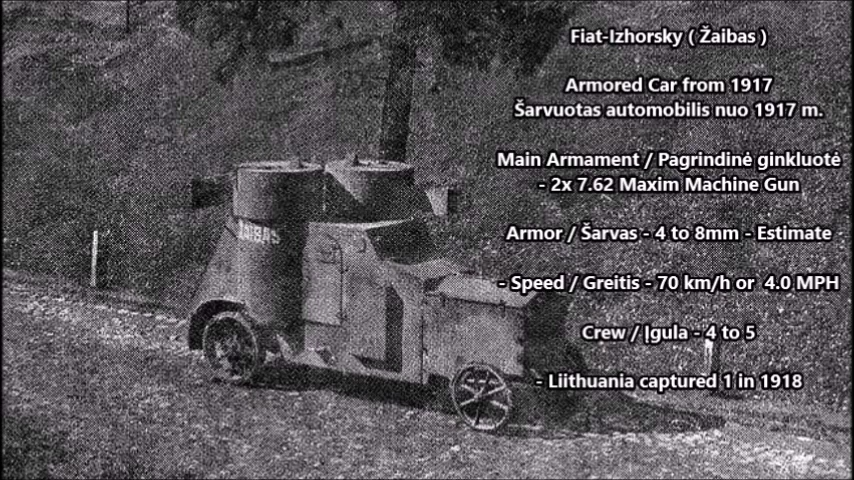 Fiat-Izhorsky ( Žaibas )
Armored Car from 1917
Šarvuotas automobilis nuo 1917 m.
Main Armament / Pagrindinė ginkluotė
- 2x 7.62 Maxim Machine Gun
Armor / Šarvas - 4 to 8mm - Estimate
- Speed / Greitis - 70 km/h or  4.0 MPH
Crew / Įgula - 4 to 5
- Liithuania captured 1 in 1918
ŽAIBAS